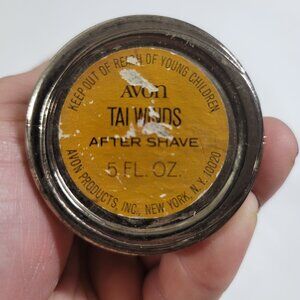 KEEP OUT OF REACH OF YOUNG CHILDREN
Avon
TAI WINDS
AFTER SHAVE
5 FL. OZ.
AVON PRODUCTS, INC., NEW YORK, N.Y. 10020